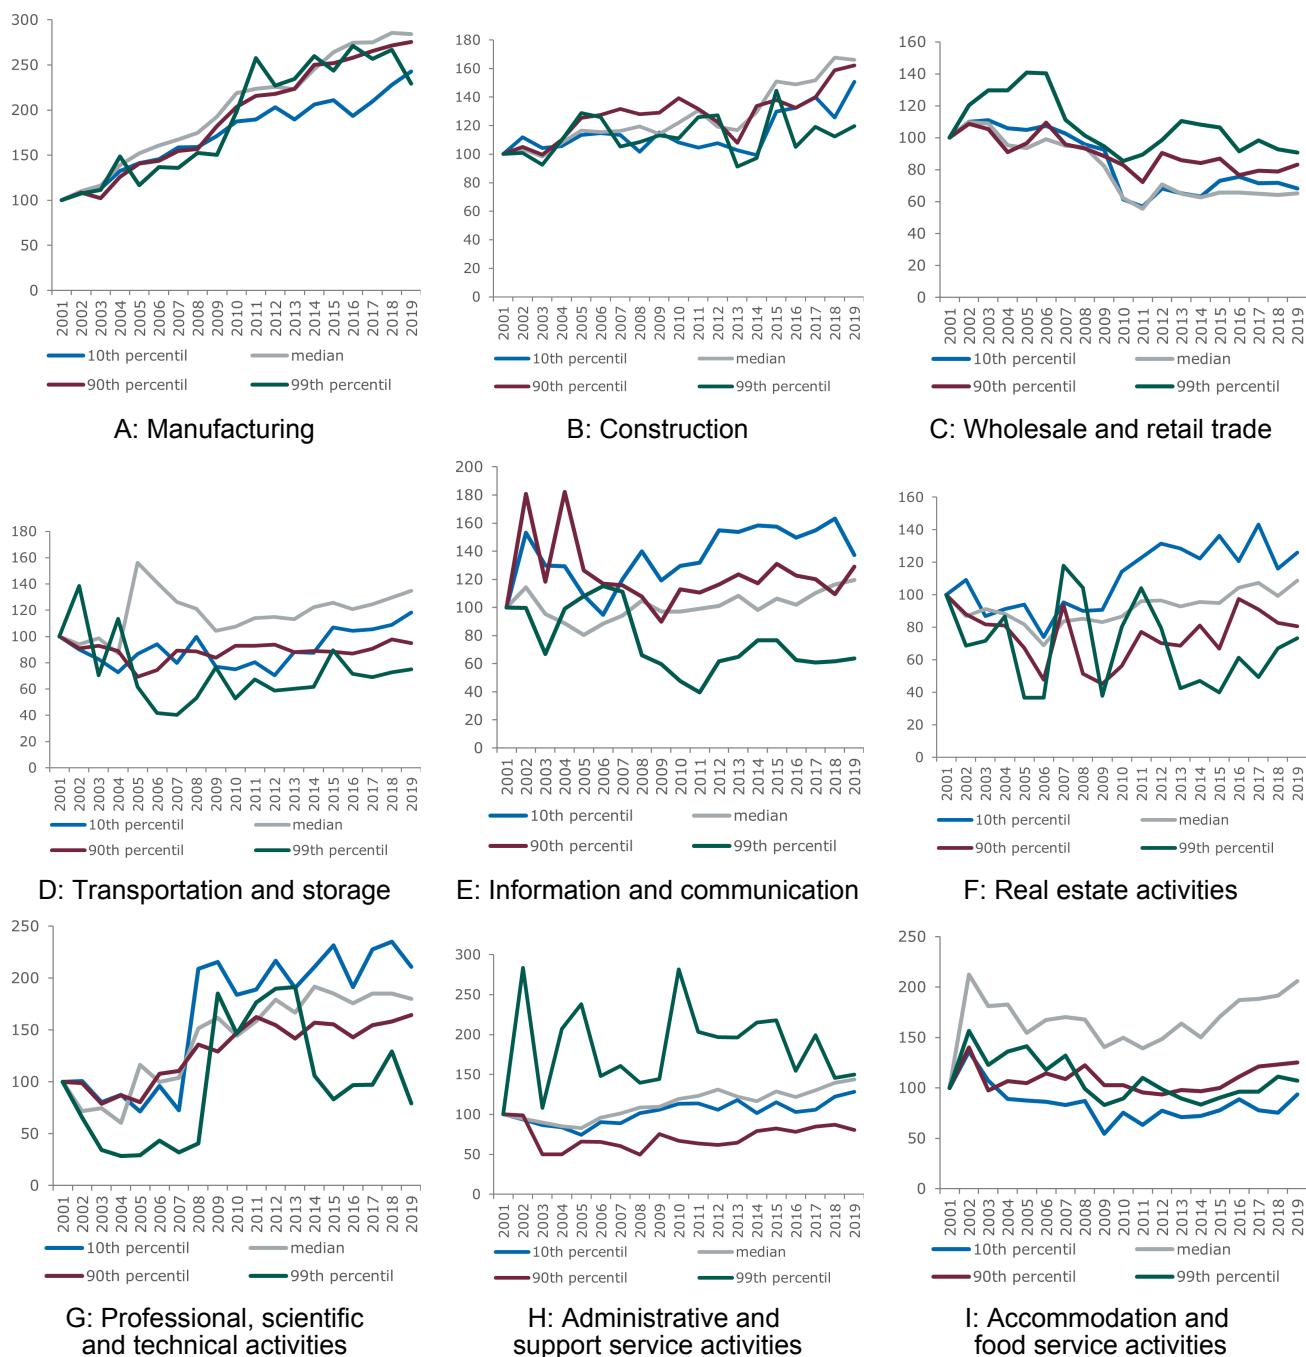 300
250
200
150
100
50
0
2001 2002 2003 2004 2005 2006 2007 2008 2009 2010 2011 2012 2013 2014 2015 2016 2017 2018 2019
10th percentil median
90th percentil 99th percentil
A: Manufacturing
180
160
140
120
100
80
60
40
20
0
2001 2002 2003 2004 2005 2006 2007 2008 2009 2010 2011 2012 2013 2014 2015 2016 2017 2018 2019
10th percentil median
90th percentil 99th percentil
B: Construction
160
140
120
100
80
60
40
20
0
2001 2002 2003 2004 2005 2006 2007 2008 2009 2010 2011 2012 2013 2014 2015 2016 2017 2018 2019
10th percentil median
90th percentil 99th percentil
C: Wholesale and retail trade
180
160
140
120
100
80
60
40
20
0
2001 2002 2003 2004 2005 2006 2007 2008 2009 2010 2011 2012 2013 2014 2015 2016 2017 2018 2019
10th percentil median
90th percentil 99th percentil
D: Transportation and storage
200
180
160
140
120
100
80
60
40
20
0
2001 2002 2003 2004 2005 2006 2007 2008 2009 2010 2011 2012 2013 2014 2015 2016 2017 2018 2019
10th percentil median
90th percentil 99th percentil
E: Information and communication
160
140
120
100
80
60
40
20
0
2001 2002 2003 2004 2005 2006 2007 2008 2009 2010 2011 2012 2013 2014 2015 2016 2017 2018 2019
10th percentil median
90th percentil 99th percentil
F: Real estate activities
250
200
150
100
50
0
2001 2002 2003 2004 2005 2006 2007 2008 2009 2010 2011 2012 2013 2014 2015 2016 2017 2018 2019
10th percentil median
90th percentil 99th percentil
G: Professional, scientific
and technical activities
300
250
200
150
100
50
0
2001 2002 2003 2004 2005 2006 2007 2008 2009 2010 2011 2012 2013 2014 2015 2016 2017 2018 2019
10th percentil median
90th percentil 99th percentil
H: Administrative and
support service activities
250
200
150
100
50
0
2001 2002 2003 2004 2005 2006 2007 2008 2009 2010 2011 2012 2013 2014 2015 2016 2017 2018 2019
10th percentil median
90th percentil 99th percentil
I: Accommodation and
food service activities